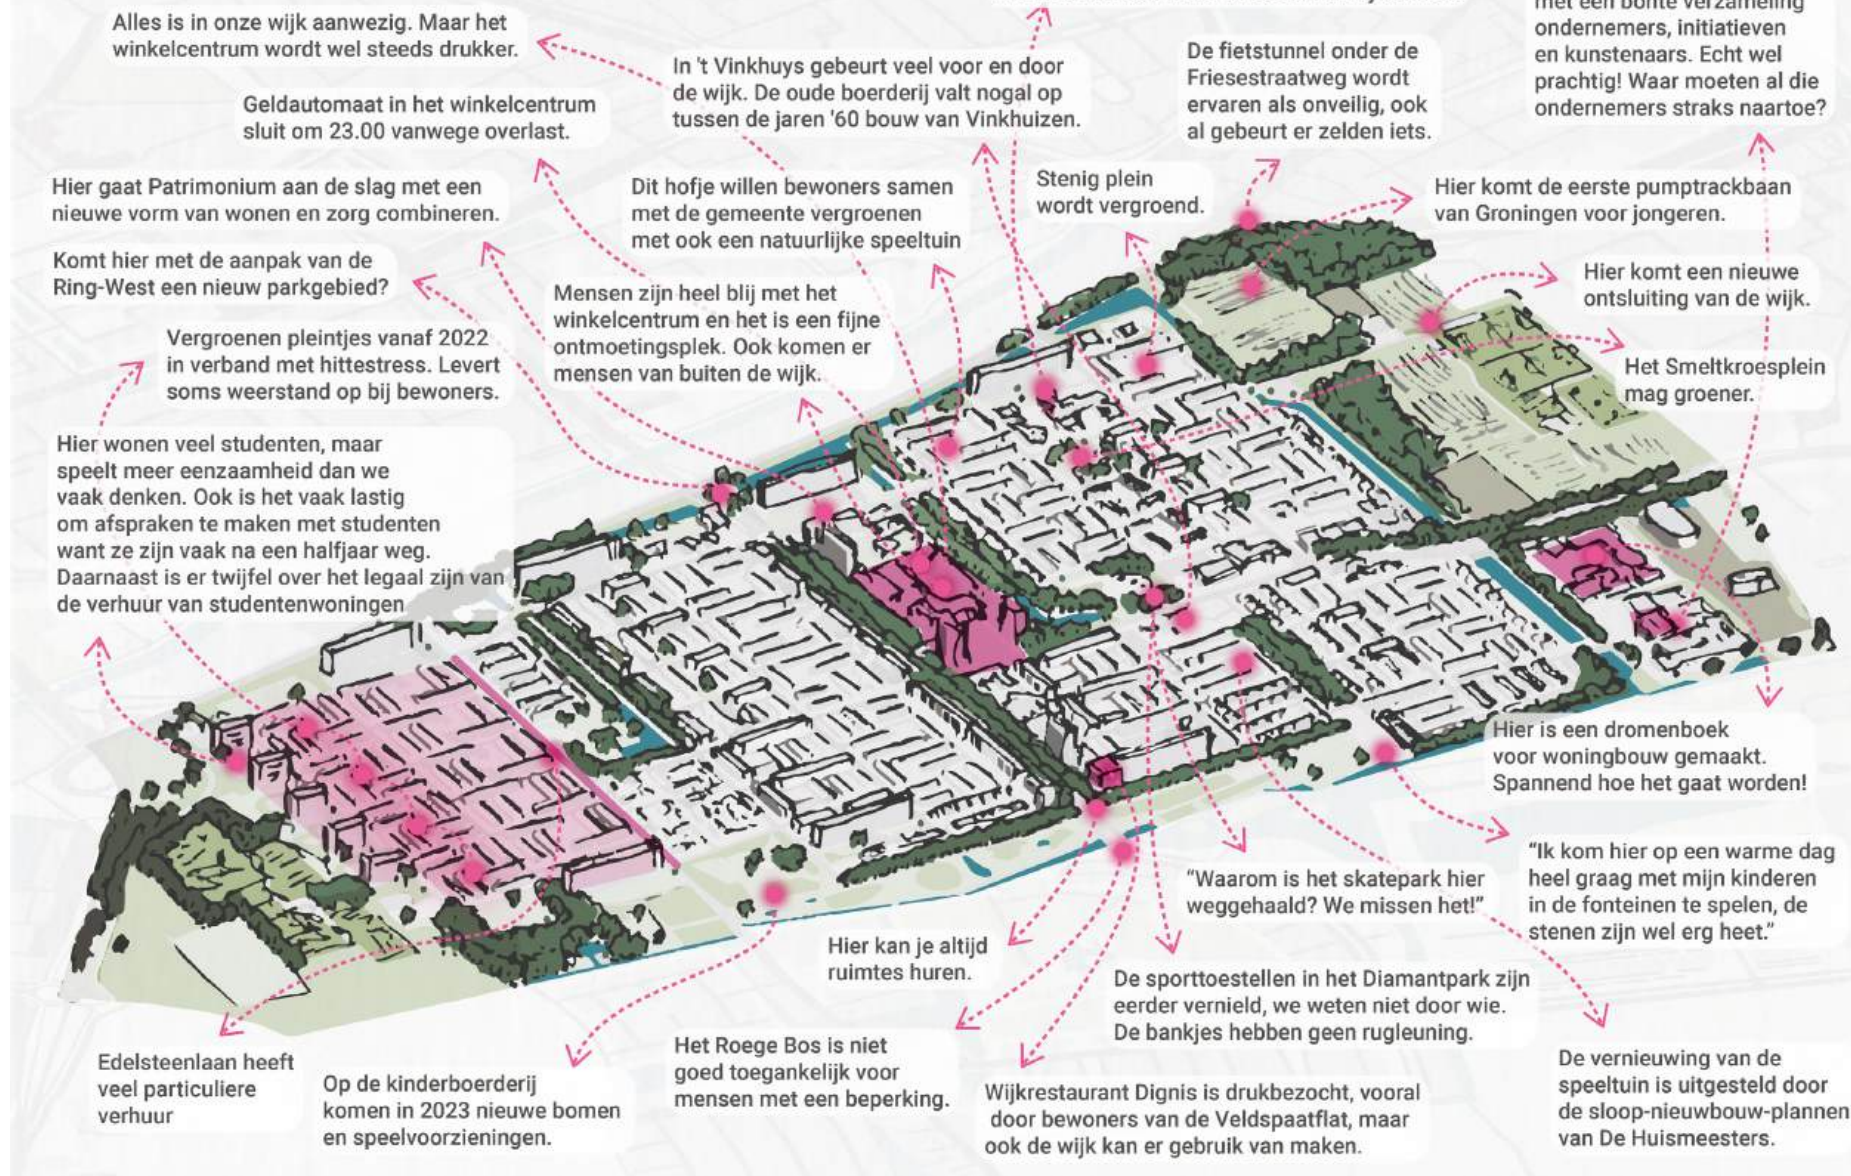 Alles is in onze wijk aanwezig. Maar het
winkelcentrum wordt wel steeds drukker.
met een bonte verzameling
ondernemers, initiatieven
en kunstenaars. Echt wel
prachtig! Waar moeten al die
ondernemers straks naartoe?
In 't Vinkhuys gebeurt veel voor en door
de wijk. De oude boerderij valt nogal op
tussen de jaren '60 bouw van Vinkhuizen.
De fietstunnel onder de
Friesestraatweg wordt
ervaren als onveilig, ook
al gebeurt er zelden iets.
Geldautomaat in het winkelcentrum
sluit om 23.00 vanwege overlast.
Hier gaat Patrimonium aan de slag met een
nieuwe vorm van wonen en zorg combineren.
Dit hofje willen bewoners samen
met de gemeente vergroenen
met ook een natuurlijke speeltuin
Stenig plein
wordt vergroend.
Hier komt de eerste pumptrackbaan
van Groningen voor jongeren.
Komt hier met de aanpak van de
Ring-West een nieuw parkgebied?
Mensen zijn heel blij met het
winkelcentrum en het is een fijne
ontmoetingsplek. Ook komen er
mensen van buiten de wijk.
Hier komt een nieuwe
ontsluiting van de wijk.
Vergroenen pleintjes vanaf 2022
in verband met hittestress. Levert
soms weerstand op bij bewoners.
Het Smeltkroesplein
mag groener.
Hier wonen veel studenten, maar
speelt meer eenzaamheid dan we
vaak denken. Ook is het vaak lastig
om afspraken te maken met studenten
want ze zijn vaak na een halfjaar weg.
Daarnaast is er twijfel over het legaal zijn van
de verhuur van studentenwoningen
Hier is een dromenboek
voor woningbouw gemaakt.
Spannend hoe het gaat worden!
"Ik kom hier op een warme dag
heel graag met mijn kinderen
in de fonteinen te spelen, de
stenen zijn wel erg heet."
"Waarom is het skatepark hier
weggehaald? We missen het!"
Hier kan je altijd
ruimtes huren.
De sporttoestellen in het Diamantpark zijn
eerder vernield, we weten niet door wie.
De bankjes hebben geen rugleuning.
Edelsteenlaan heeft
veel particuliere
verhuur
Op de kinderboerderij
komen in 2023 nieuwe bomen
en speelvoorzieningen.
Het Roege Bos is niet
goed toegankelijk voor
mensen met een beperking.
Wijkrestaurant Dignis is drukbezocht, vooral
door bewoners van de Veldspaatflat, maar
ook de wijk kan er gebruik van maken.
De vernieuwing van de
speeltuin is uitgesteld door
de sloop-nieuwbouw-plannen
van De Huismeesters.